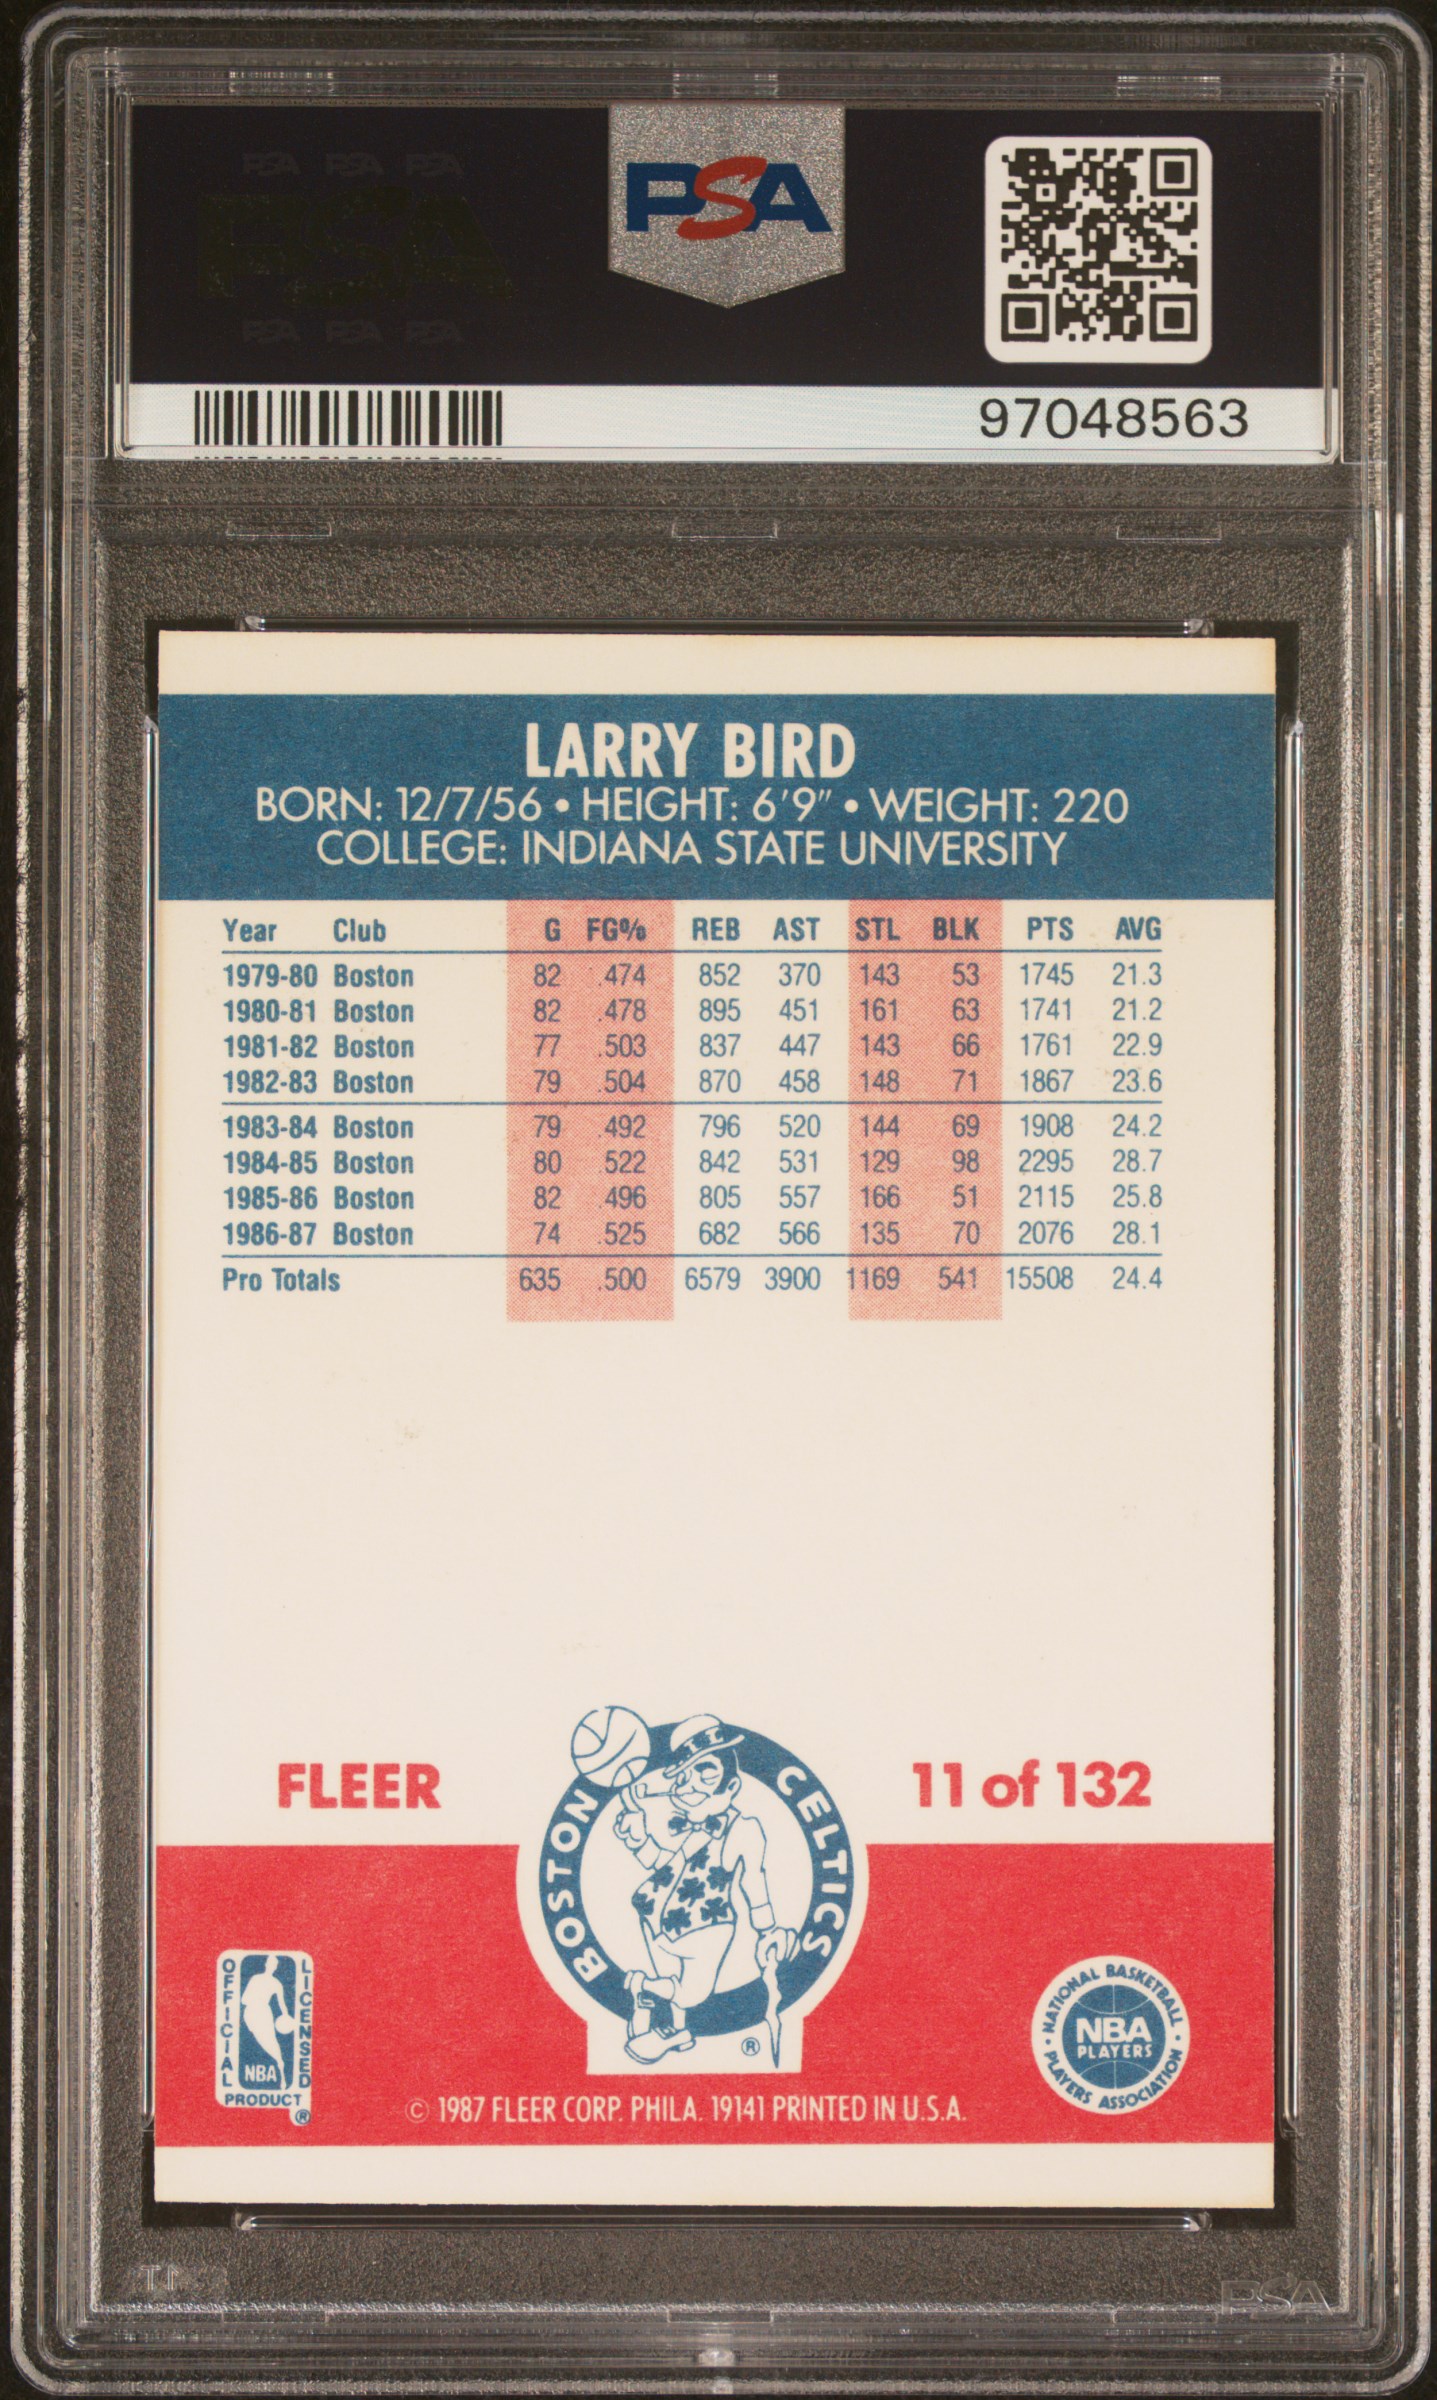 PSA PSA PSA
PSA
PSA PSA PSA
PSA
97048563
LARRY BIRD
BORN: 12/7/56 • HEIGHT: 6'9" • WEIGHT: 220
COLLEGE: INDIANA STATE UNIVERSITY
Year Club G FG% REB AST STL BLK PTS AVG
1979-80 Boston 82 .474 852 370 143 53 1745 21.3
1980-81 Boston 82 .478 895 451 161 63 1741 21.2
1981-82 Boston 77 .503 837 447 143 66 1761 22.9
1982-83 Boston 79 .504 870 458 148 71 1867 23.6
1983-84 Boston 79 .492 796 520 144 69 1908 24.2
1984-85 Boston 80 .522 842 531 129 98 2295 28.7
1985-86 Boston 82 .496 805 557 166 51 2115 25.8
1986-87 Boston 74 .525 682 566 135 70 2076 28.1
Pro Totals 635 .500 6579 3900 1169 541 15508 24.4
FLEER
11 of 132
BOSTON CELTICS
®
OFFICIAL LICENSED
NBA
PRODUCT
®
• NATIONAL BASKETBALL •
NBA
PLAYERS
PLAYERS ASSOCIATION
© 1987 FLEER CORP. PHILA. 19141 PRINTED IN U.S.A.
PSA